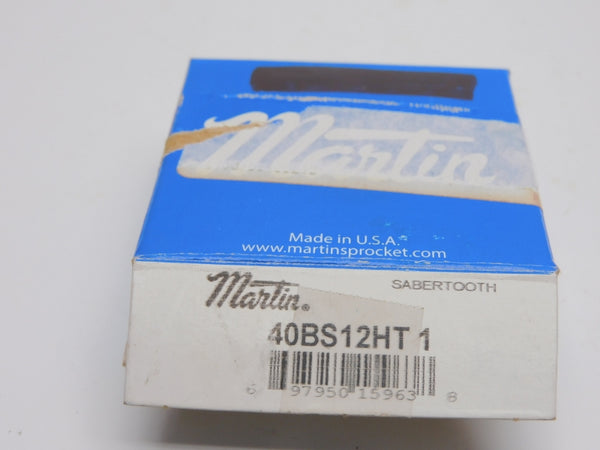 Martin
Made in U.S.A.
www.martinsprocket.com
Martin®
SABERTOOTH
40BS12HT 1
6 97950 15963 8